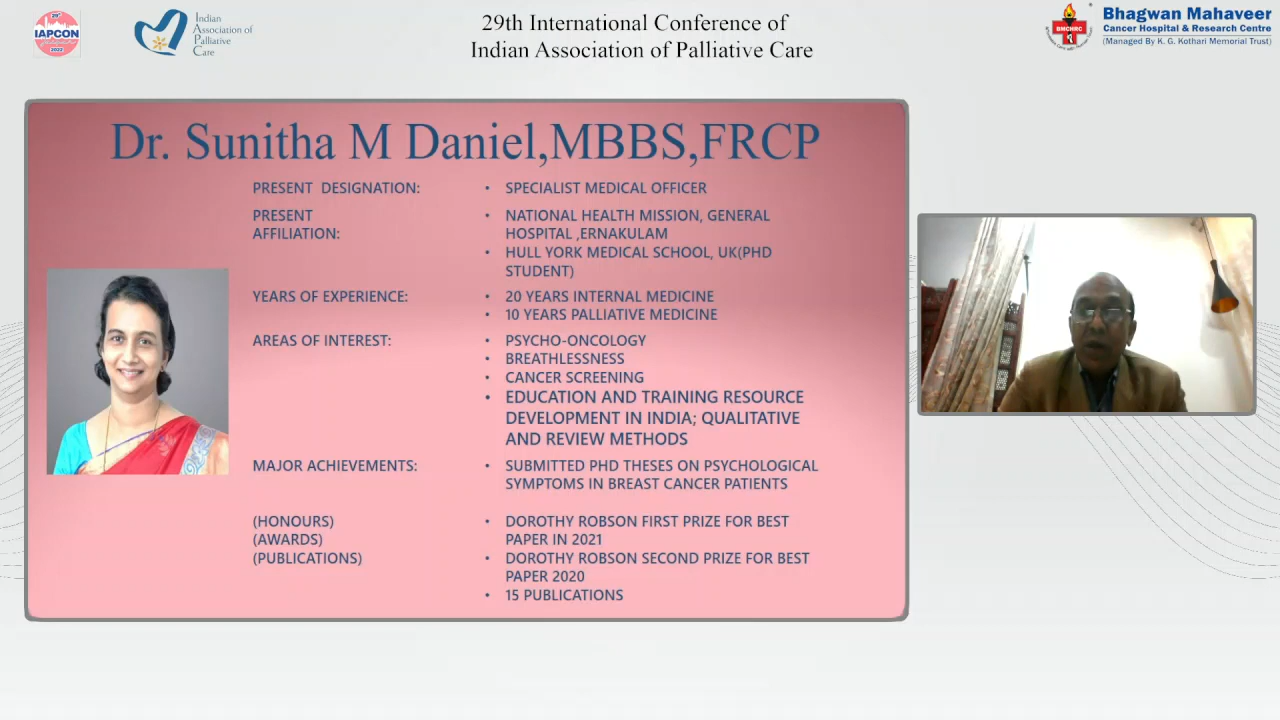 29th
IAPCON
2022
Indian
Association of
Palliative
Care
29th International Conference of
Indian Association of Palliative Care
BMCHRC
Bhagwan Mahaveer
Cancer Hospital & Research Centre
(Managed By K. G. Kothari Memorial Trust)
Dr. Sunitha M Daniel,MBBS,FRCP
PRESENT DESIGNATION:
• SPECIALIST MEDICAL OFFICER
PRESENT
AFFILIATION:
• NATIONAL HEALTH MISSION, GENERAL
HOSPITAL ,ERNAKULAM
• HULL YORK MEDICAL SCHOOL, UK(PHD
STUDENT)
YEARS OF EXPERIENCE:
• 20 YEARS INTERNAL MEDICINE
• 10 YEARS PALLIATIVE MEDICINE
AREAS OF INTEREST:
• PSYCHO-ONCOLOGY
• BREATHLESSNESS
• CANCER SCREENING
• EDUCATION AND TRAINING RESOURCE
DEVELOPMENT IN INDIA; QUALITATIVE
AND REVIEW METHODS
MAJOR ACHIEVEMENTS:
• SUBMITTED PHD THESES ON PSYCHOLOGICAL
SYMPTOMS IN BREAST CANCER PATIENTS
(HONOURS)
(AWARDS)
(PUBLICATIONS)
• DOROTHY ROBSON FIRST PRIZE FOR BEST
PAPER IN 2021
• DOROTHY ROBSON SECOND PRIZE FOR BEST
PAPER 2020
• 15 PUBLICATIONS